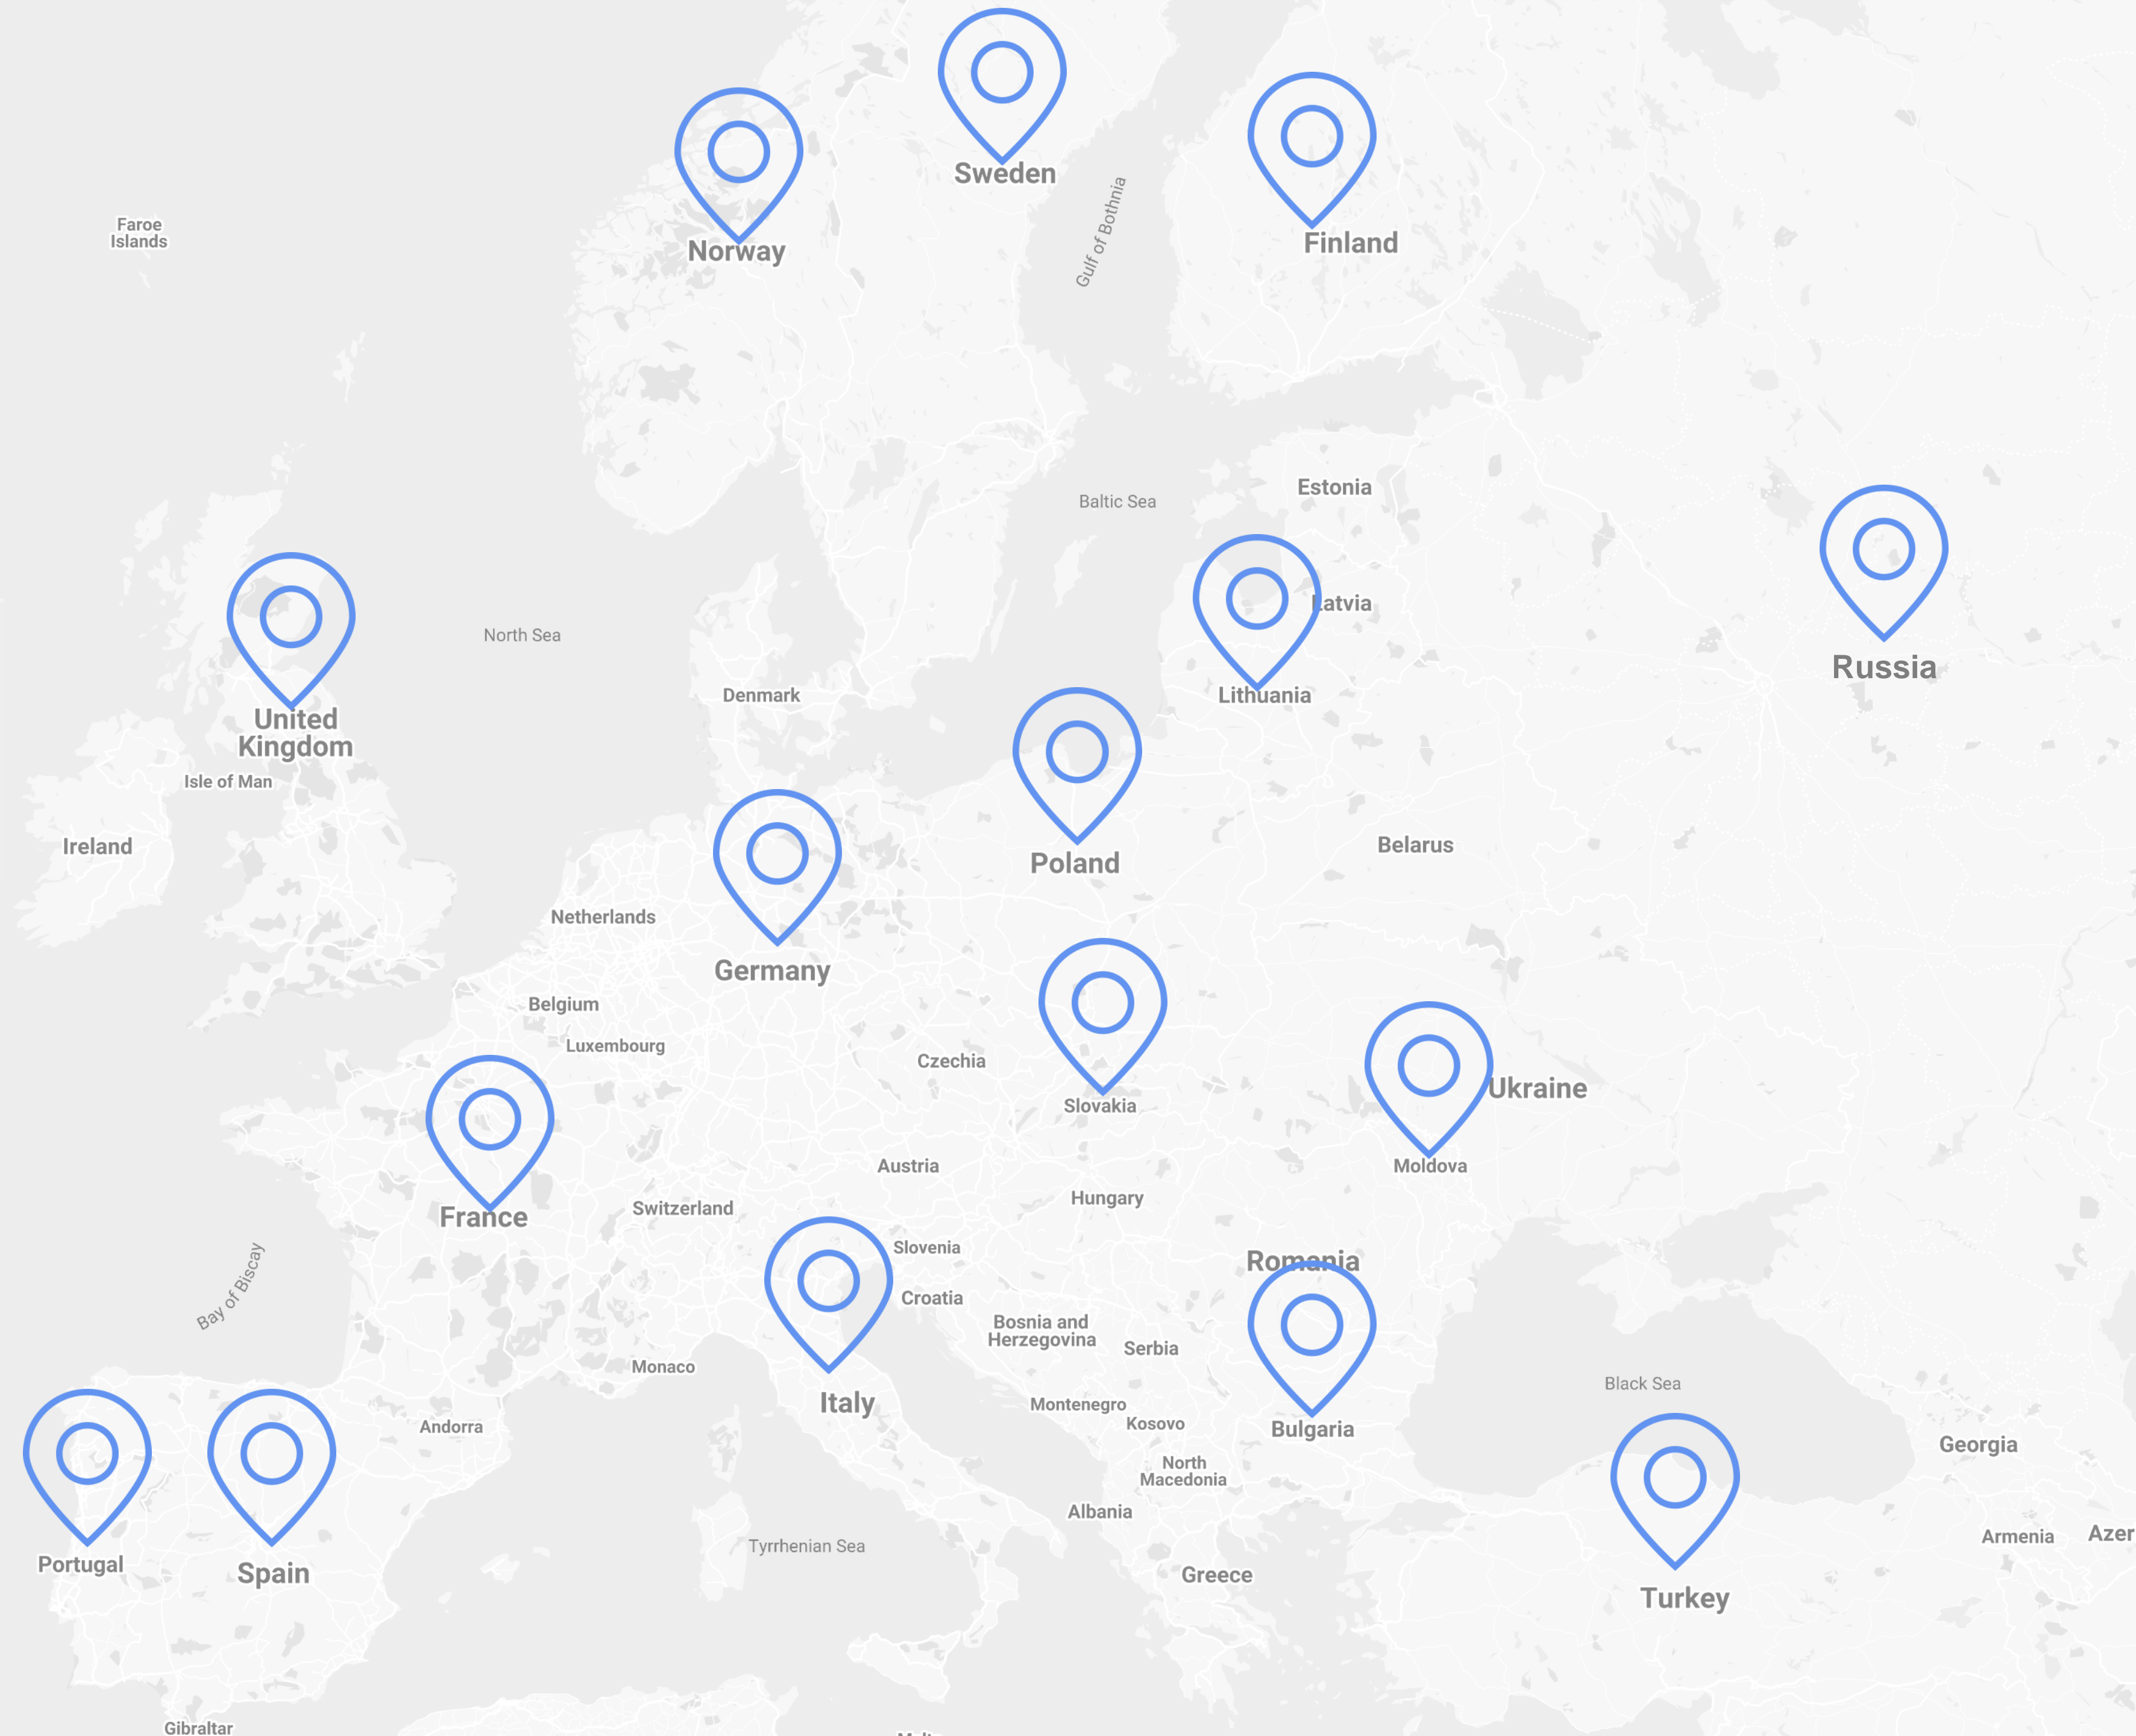 Sweden
Norway
Finland
Faroe
Islands
Gulf of Bothnia
Estonia
Baltic Sea
Latvia
North Sea
Russia
Denmark
Lithuania
United
Kingdom
Isle of Man
Ireland
Belarus
Poland
Netherlands
Germany
Belgium
Luxembourg
Czechia
Ukraine
Slovakia
Austria
Moldova
Hungary
Switzerland
France
Slovenia
Romania
Bay of Biscay
Croatia
Bosnia and
Herzegovina
Serbia
Monaco
Black Sea
Italy
Montenegro
Kosovo
Andorra
Bulgaria
Georgia
North
Macedonia
Albania
Armenia
Azer
Tyrrhenian Sea
Portugal
Spain
Greece
Turkey
Gibraltar